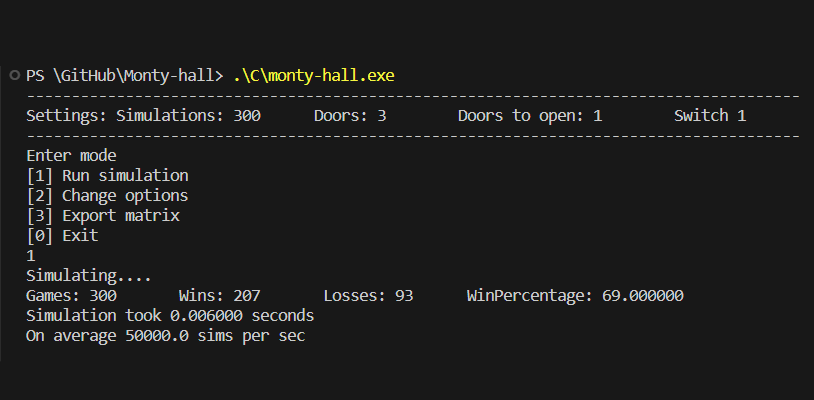 PS \GitHub\Monty-hall> .\C\monty-hall.exe
--------------------------------------------------------------------------------------
Settings: Simulations: 300      Doors: 3        Doors to open: 1        Switch 1
--------------------------------------------------------------------------------------
Enter mode
[1] Run simulation
[2] Change options
[3] Export matrix
[0] Exit
1
Simulating....
Games: 300       Wins: 207       Losses: 93      WinPercentage: 69.000000
Simulation took 0.006000 seconds
On average 50000.0 sims per sec